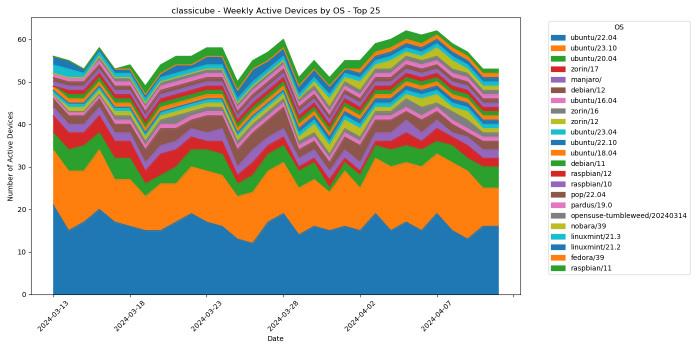 classicube - Weekly Active Devices by OS - Top 25
Number of Active Devices
60
50
40
30
20
10
0
2024-03-13
2024-03-18
2024-03-23
2024-03-28
2024-04-02
2024-04-07
Date
OS
ubuntu/22.04
ubuntu/23.10
ubuntu/20.04
zorin/17
manjaro/
debian/12
ubuntu/16.04
zorin/16
zorin/12
ubuntu/23.04
ubuntu/22.10
ubuntu/18.04
debian/11
raspbian/12
raspbian/10
pop/22.04
pardus/19.0
opensuse-tumbleweed/20240314
nobara/39
linuxmint/21.3
linuxmint/21.2
fedora/39
raspbian/11